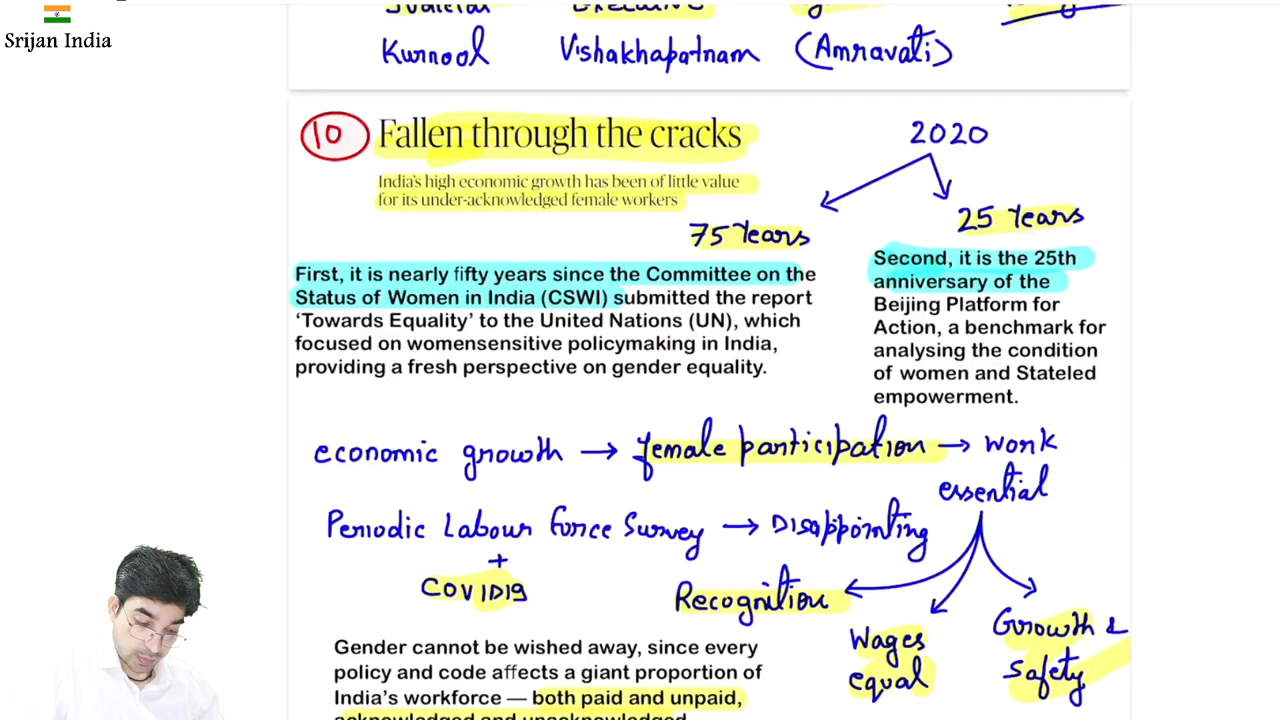 Srijan India
Kurnool Vishakhapatnam (Amravati)
10 Fallen through the cracks
India's high economic growth has been of little value
for its under-acknowledged female workers
2020
75 Years
25 Years
First, it is nearly fifty years since the Committee on the
Status of Women in India (CSWI) submitted the report
‘Towards Equality’ to the United Nations (UN), which
focused on womensensitive policymaking in India,
providing a fresh perspective on gender equality.
Second, it is the 25th
anniversary of the
Beijing Platform for
Action, a benchmark for
analysing the condition
of women and Stateled
empowerment.
economic growth → female participation → work
essential
Periodic Labour Force Survey → Disappointing
+
COVID19
Recognition
Wages
equal
Growth &
safety
Gender cannot be wished away, since every
policy and code affects a giant proportion of
India’s workforce — both paid and unpaid,